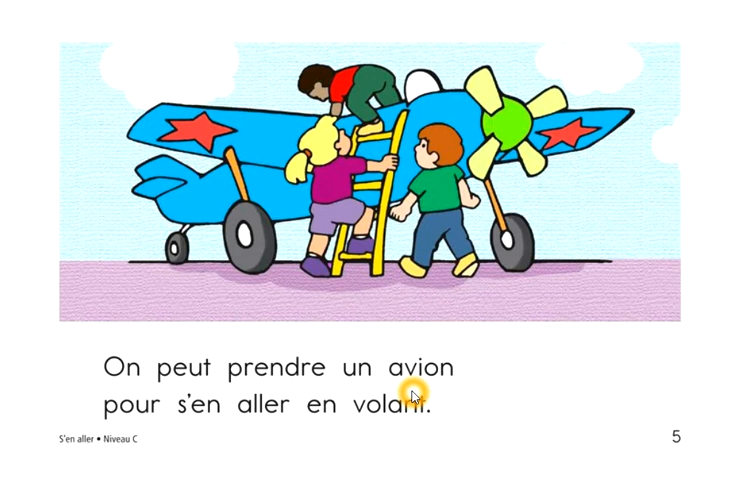 On peut prendre un avion
pour s'en aller en volant.
S'en aller • Niveau C
5